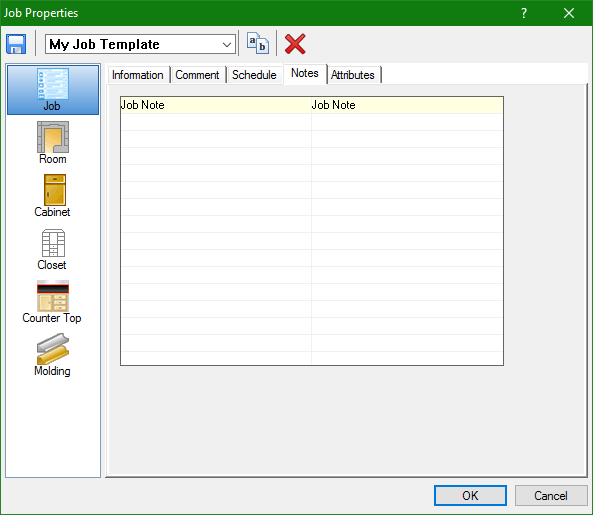 Job Properties
?
My Job Template
a b
Information Comment Schedule Notes Attributes
Job Note Job Note
Job
Room
Cabinet
Closet
Counter Top
Molding
OK Cancel